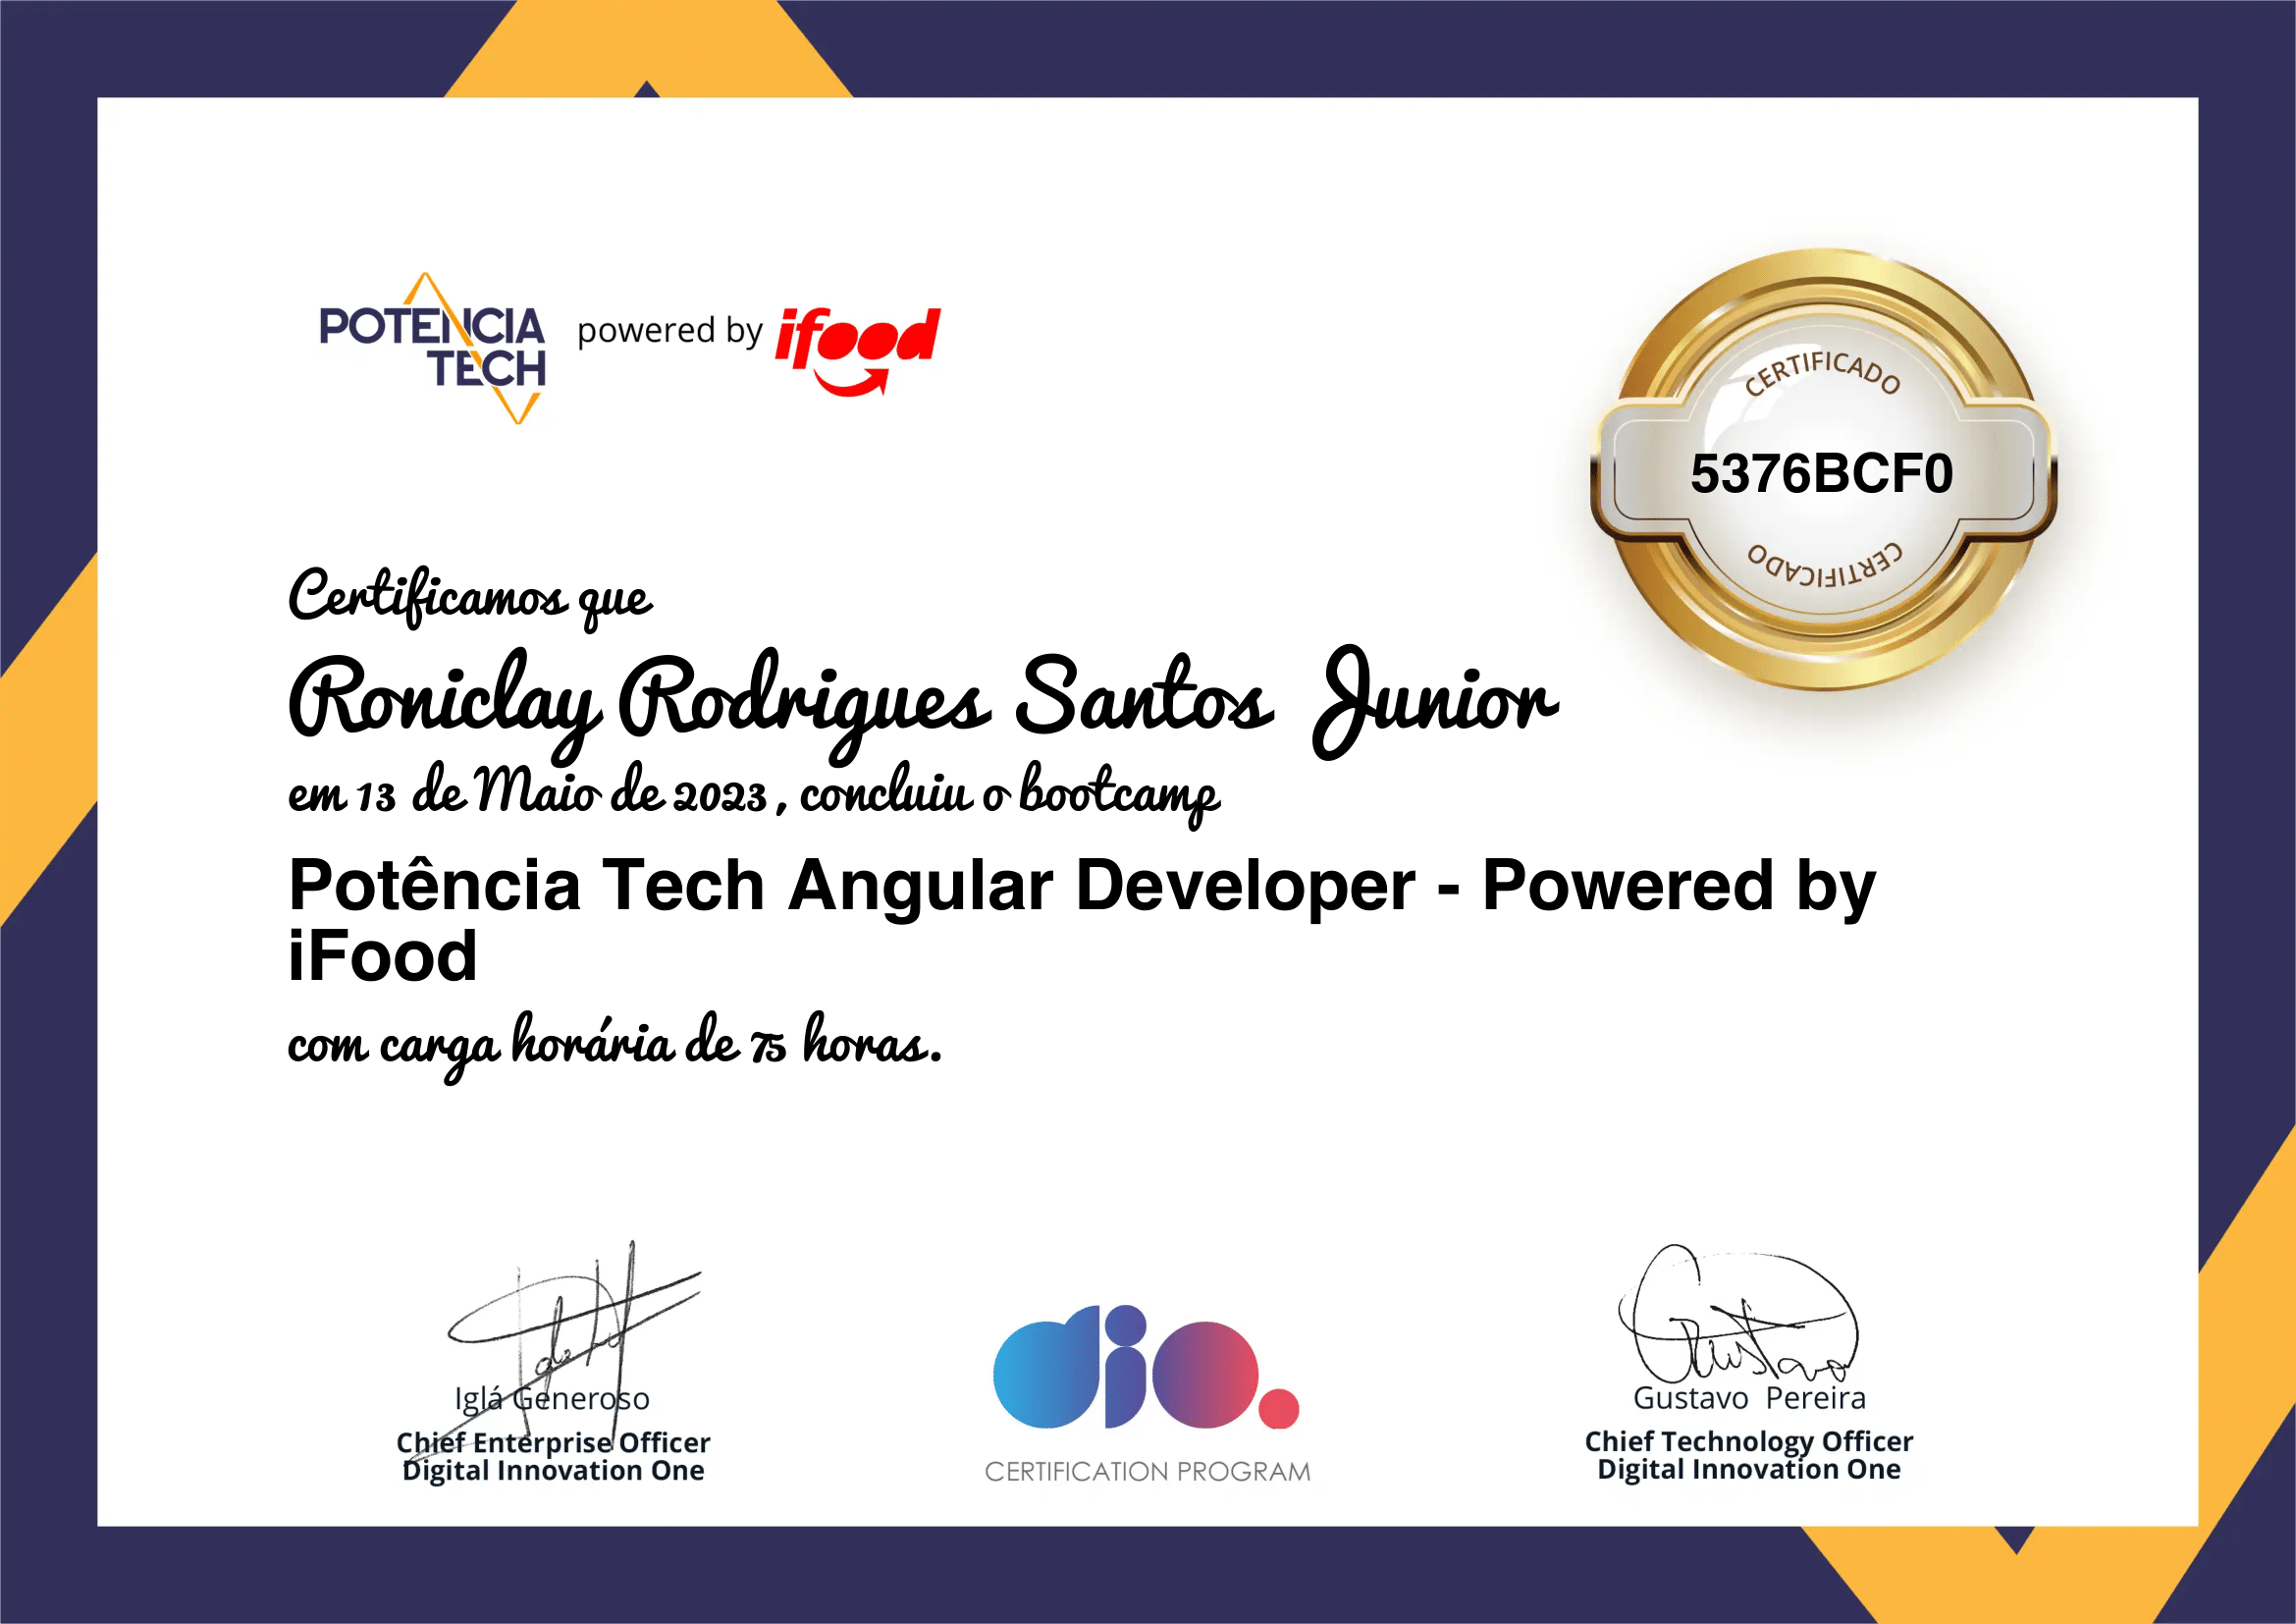 POTÊNCIA
TECH
powered by ifood
CERTIFICADO
5376BCF0
CERTIFICADO
Certificamos que
Roniclay Rodrigues Santos Junior
em 13 de Maio de 2023, concluiu o bootcamp
Potência Tech Angular Developer - Powered by
iFood
com carga horária de 75 horas.
Iglá Generoso
Chief Enterprise Officer
Digital Innovation One
dio.
CERTIFICATION PROGRAM
Gustavo
Gustavo Pereira
Chief Technology Officer
Digital Innovation One